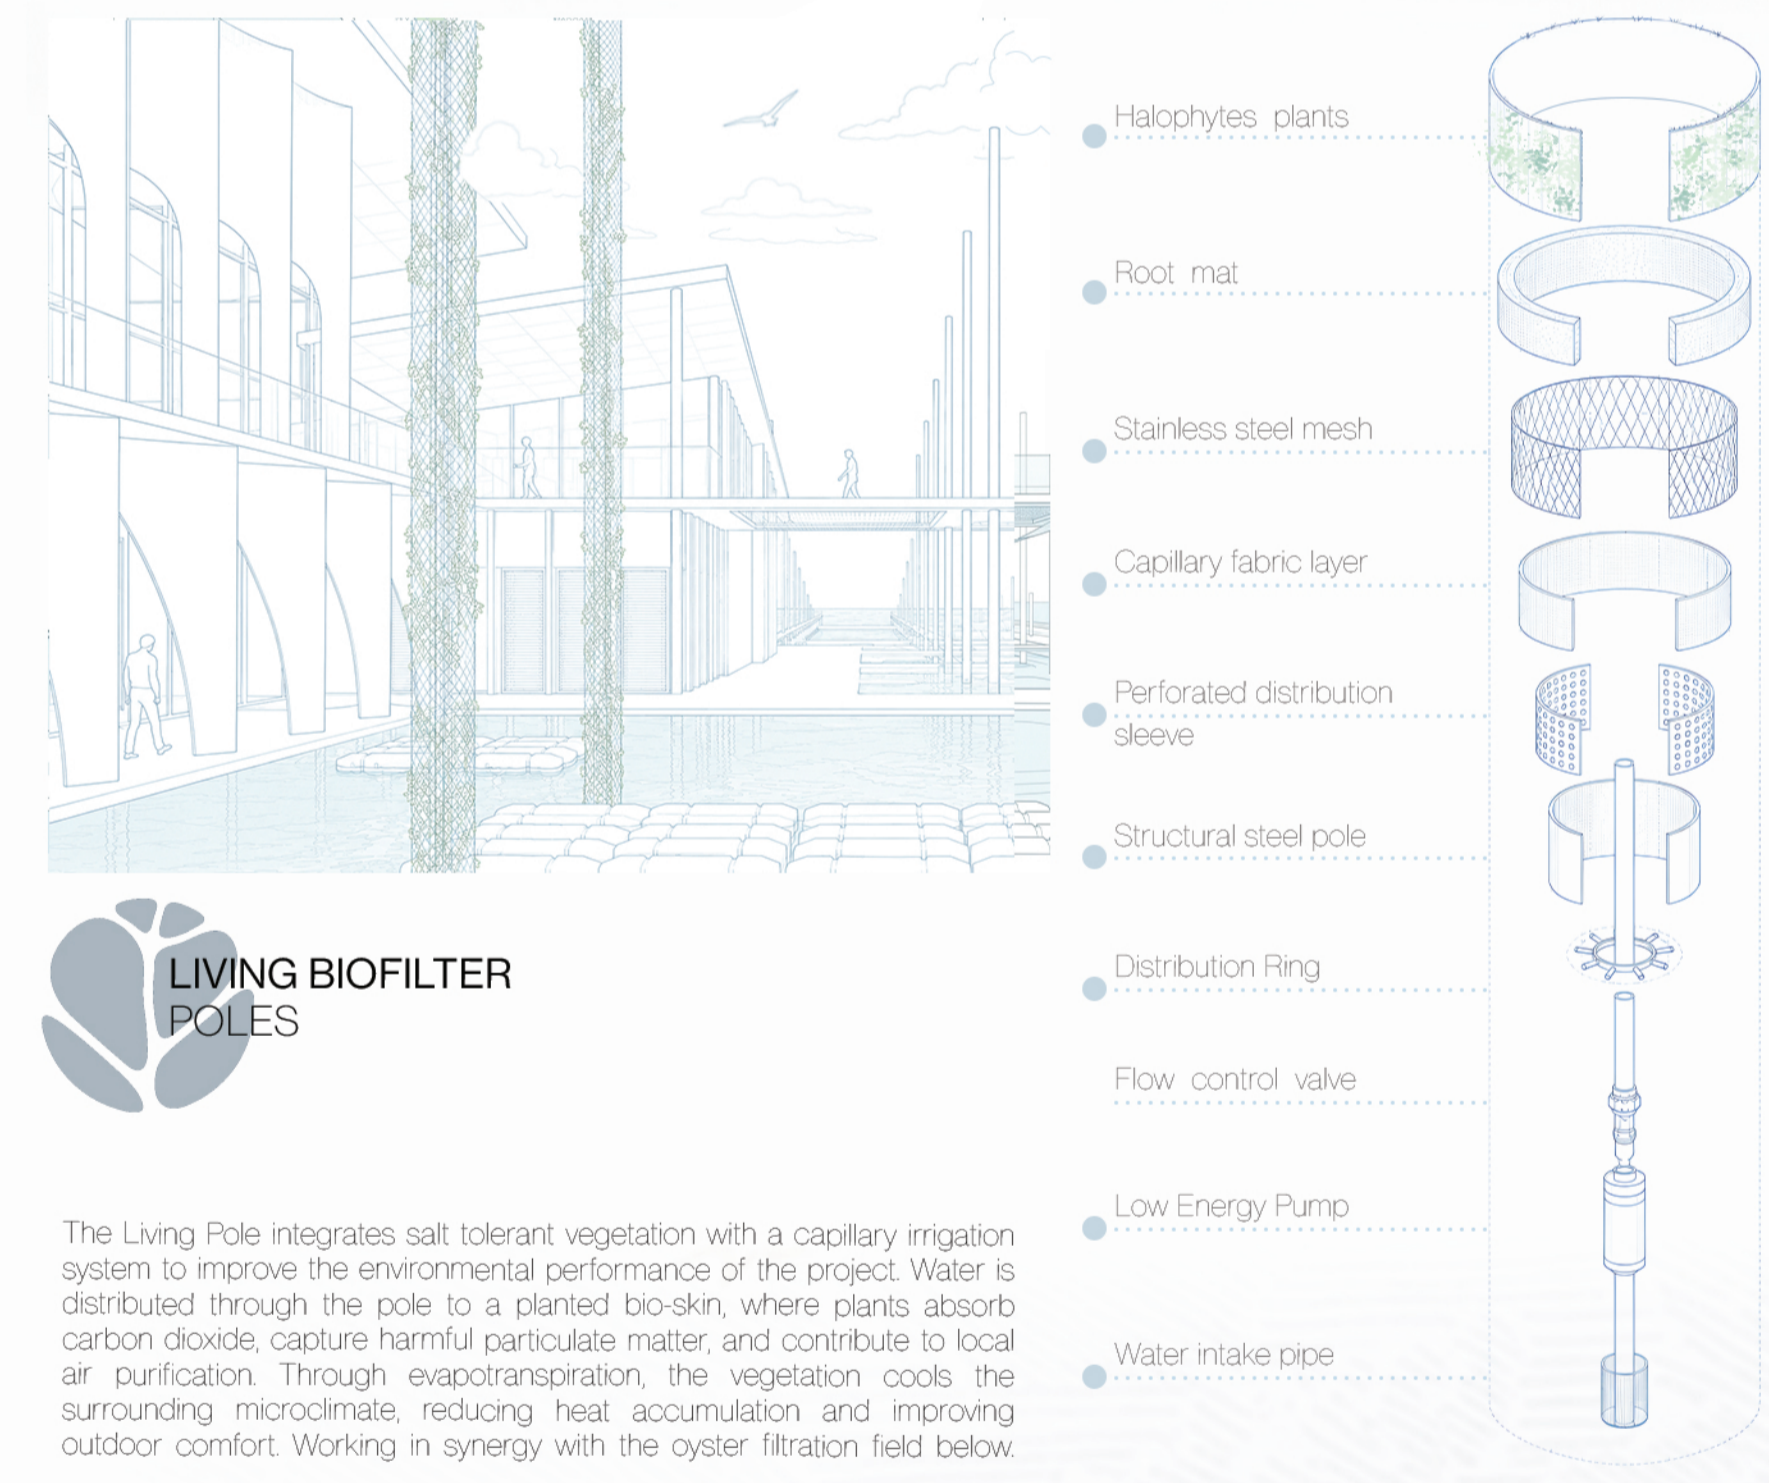 Halophytes plants
Root mat
Stainless steel mesh
Capillary fabric layer
Perforated distribution
sleeve
Structural steel pole
Distribution Ring
Flow control valve
Low Energy Pump
Water intake pipe
LIVING BIOFILTER
POLES
The Living Pole integrates salt tolerant vegetation with a capillary irrigation
system to improve the environmental performance of the project. Water is
distributed through the pole to a planted bio-skin, where plants absorb
carbon dioxide, capture harmful particulate matter, and contribute to local
air purification. Through evapotranspiration, the vegetation cools the
surrounding microclimate, reducing heat accumulation and improving
outdoor comfort. Working in synergy with the oyster filtration field below.